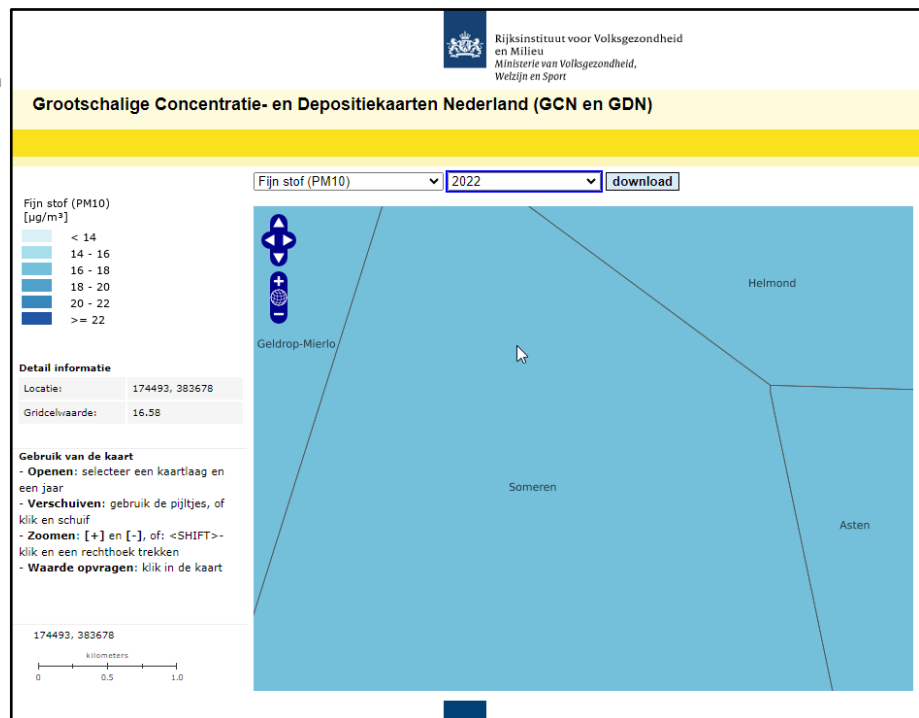 Rijksinstituut voor Volksgezondheid
en Milieu
Ministerie van Volksgezondheid,
Welzijn en Sport
Grootschalige Concentratie- en Depositiekaarten Nederland (GCN en GDN)
Fijn stof (PM10)
2022
download
Fijn stof (PM10)
[µg/m³]
< 14
14 - 16
16 - 18
18 - 20
20 - 22
>= 22
Helmond
Geldrop-Mierlo
Someren
Asten
Detail informatie
Locatie: 174493, 383678
Gridcelwaarde: 16.58
Gebruik van de kaart
- Openen: selecteer een kaartlaag en
een jaar
- Verschuiven: gebruik de pijltjes, of
klik en schuif
- Zoomen: [+] en [-], of: <SHIFT>-
klik en een rechthoek trekken
- Waarde opvragen: klik in de kaart
174493, 383678
kilometers
0 0.5 1.0